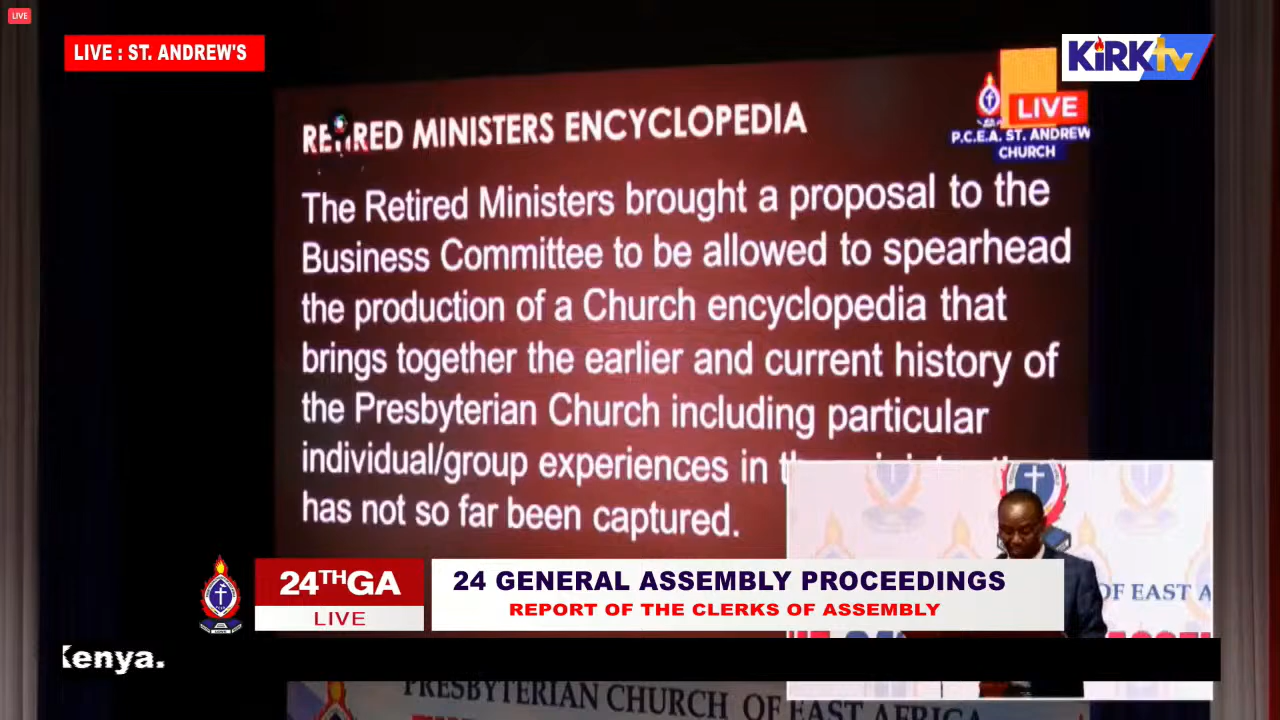 LIVE
LIVE : ST. ANDREW'S
KiRKtv
LIVE
P.C.E.A. ST. ANDREW
CHURCH
RETIRED MINISTERS ENCYCLOPEDIA
The Retired Ministers brought a proposal to the
Business Committee to be allowed to spearhead
the production of a Church encyclopedia that
brings together the earlier and current history of
the Presbyterian Church including particular
individual/group experiences in
has not so far been captured.
OF EAST A
24THGA
LIVE
24 GENERAL ASSEMBLY PROCEEDINGS
REPORT OF THE CLERKS OF ASSEMBLY
Kenya.
PRESBYTERIAN CHURCH OF EAST AFRICA